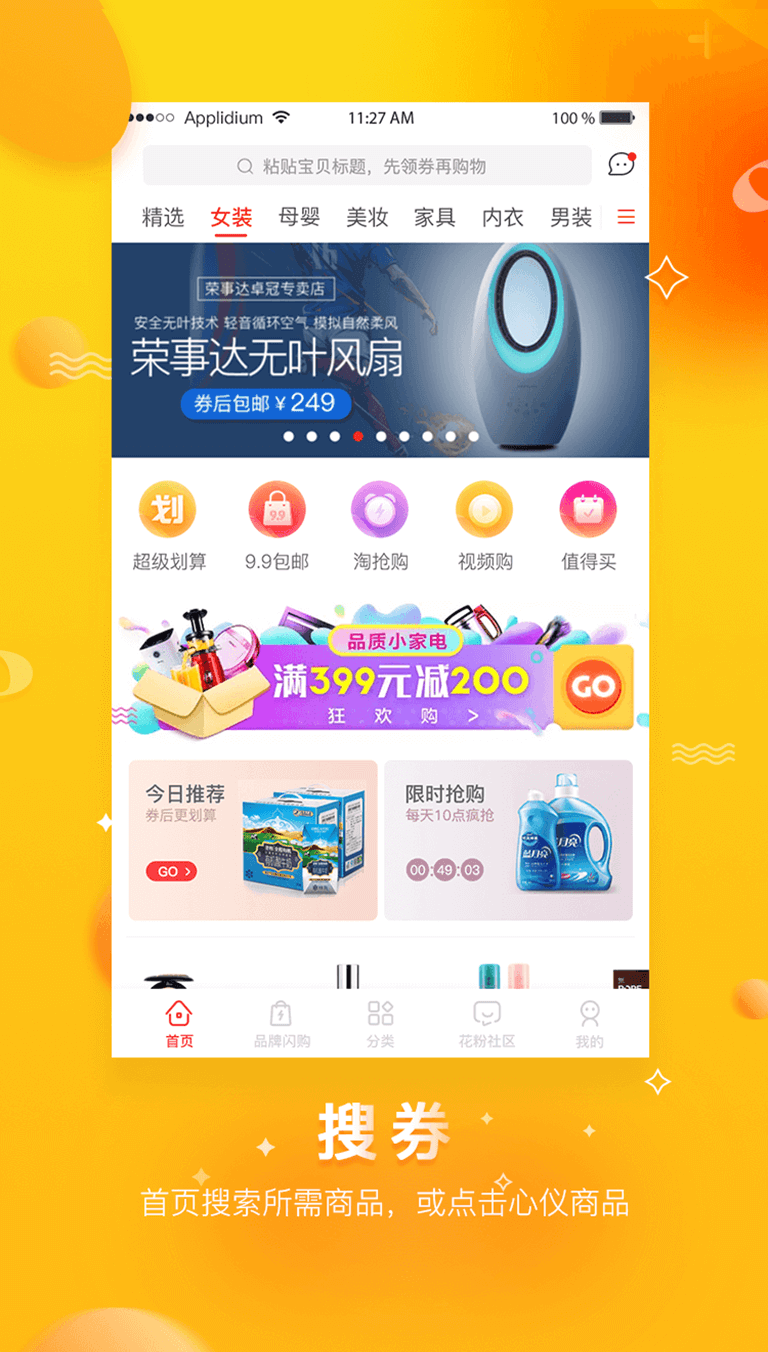 Applidium 11:27 AM 100 %
粘贴宝贝标题，先领券再购物
精选 女装 母婴 美妆 家具 内衣 男装
荣事达卓冠专卖店
安全无叶技术 轻音循环空气 模拟自然柔风
荣事达无叶风扇
券后包邮 ¥ 249
划 9.9
超级划算 9.9包邮 淘抢购 视频购 值得买
品质小家电
满399元减200
GO
狂欢购 >
今日推荐 限时抢购
券后更划算 每天10点疯抢
蓝月亮
GO > 00:49:03
首页 品牌闪购 分类 花粉社区 我的
搜券
首页搜索所需商品，或点击心仪商品